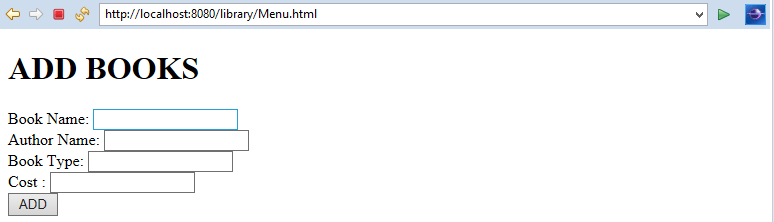 http://localhost:8080/library/Menu.html
ADD BOOKS
Book Name:
Author Name:
Book Type:
Cost :
ADD